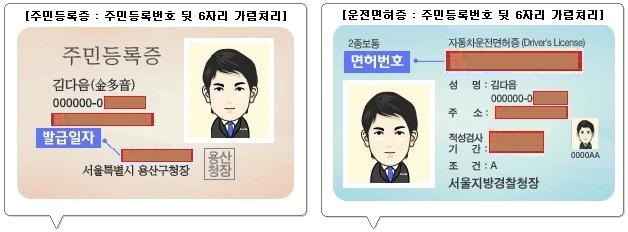 [주민등록증 : 주민등록번호 뒷 6자리 가림처리]
주민등록증
김다음(金多音)
000000-0
발급일자
서울특별시 용산구청장
용산
청장
[운전면허증 : 주민등록번호 뒷 6자리 가림처리]
2종보통
자동차운전면허증 (Driver's License)
면허번호
성 명 : 김다음
000000-0
주 소 :
적성검사
기 간 :
조 건 : A
0000AA
서울지방경찰청장